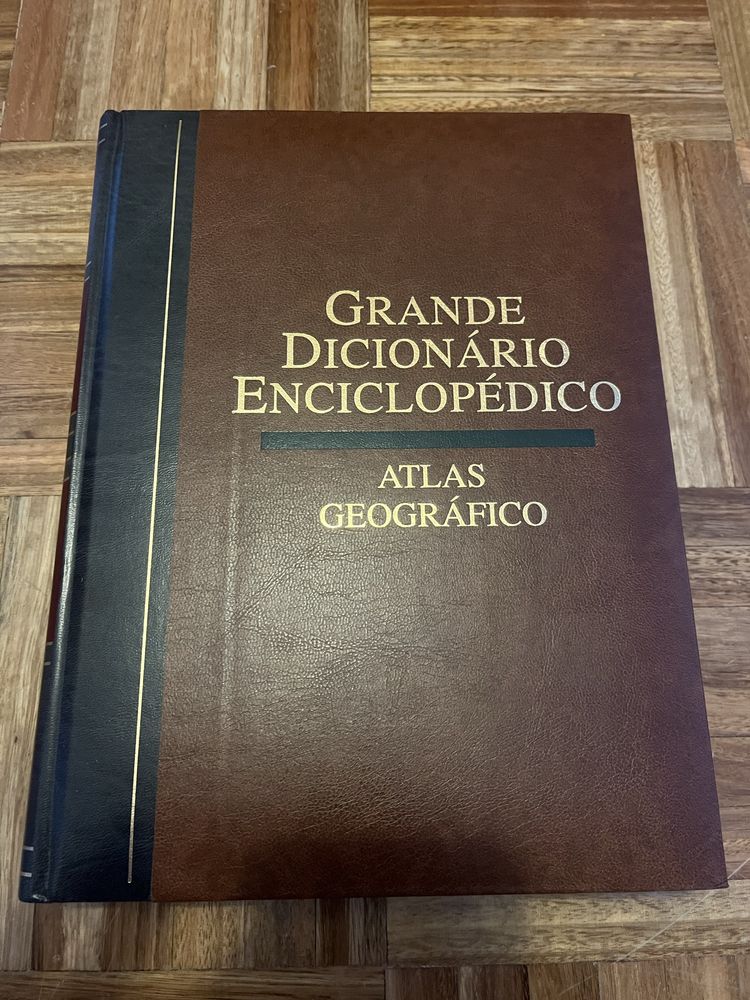 GRANDE
DICIONÁRIO
ENCICLOPÉDICO
ATLAS
GEOGRÁFICO